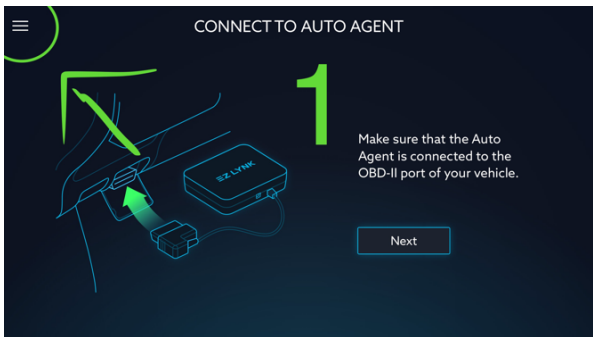 CONNECT TO AUTO AGENT
1
Make sure that the Auto
Agent is connected to the
OBD-II port of your vehicle.
EZ LYNK
Next